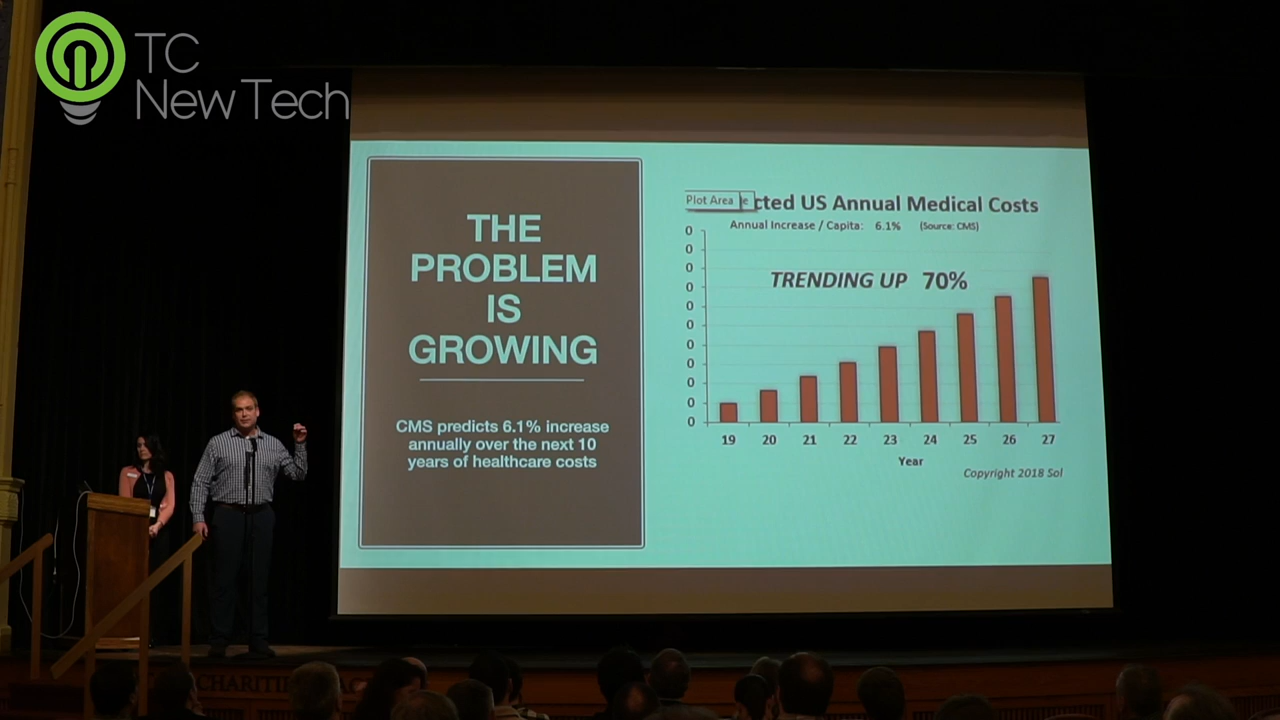 TC
New Tech
THE
PROBLEM
IS
GROWING
CMS predicts 6.1% increase
annually over the next 10
years of healthcare costs
Plot Area e cted US Annual Medical Costs
Annual Increase / Capita: 6.1% (Source: CMS)
TRENDING UP 70%
0
0
0
0
0
0
0
0
0
0
0
19 20 21 22 23 24 25 26 27
Year
Copyright 2018 Sol
CHARITIE